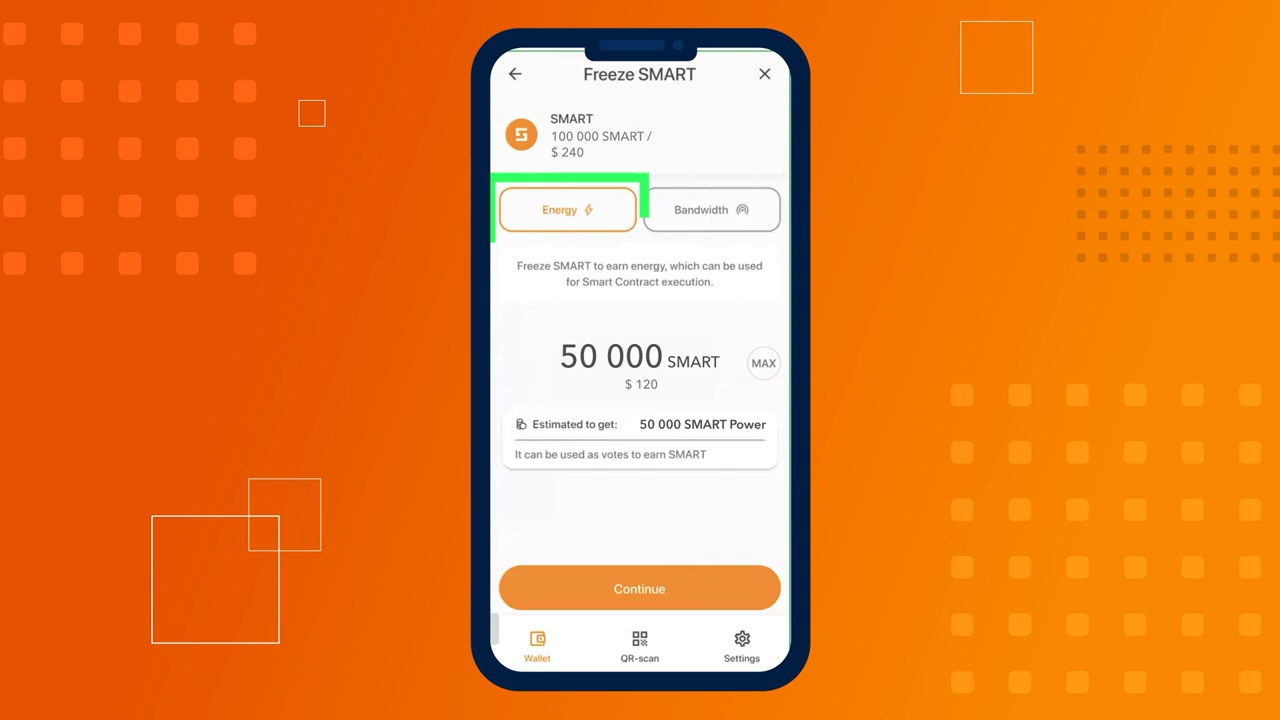 Freeze SMART
SMART
100 000 SMART /
$ 240
Energy
Bandwidth
Freeze SMART to earn energy, which can be used
for Smart Contract execution.
50 000 SMART
MAX
$ 120
Estimated to get: 50 000 SMART Power
It can be used as votes to earn SMART
Continue
Wallet
QR-scan
Settings